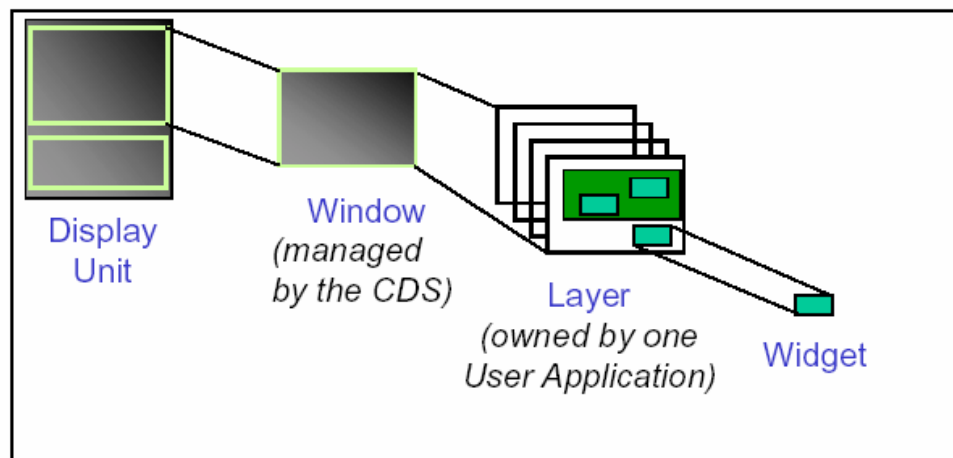 Display
Unit
Window
(managed
by the CDS)
Layer
(owned by one
User Application)
Widget